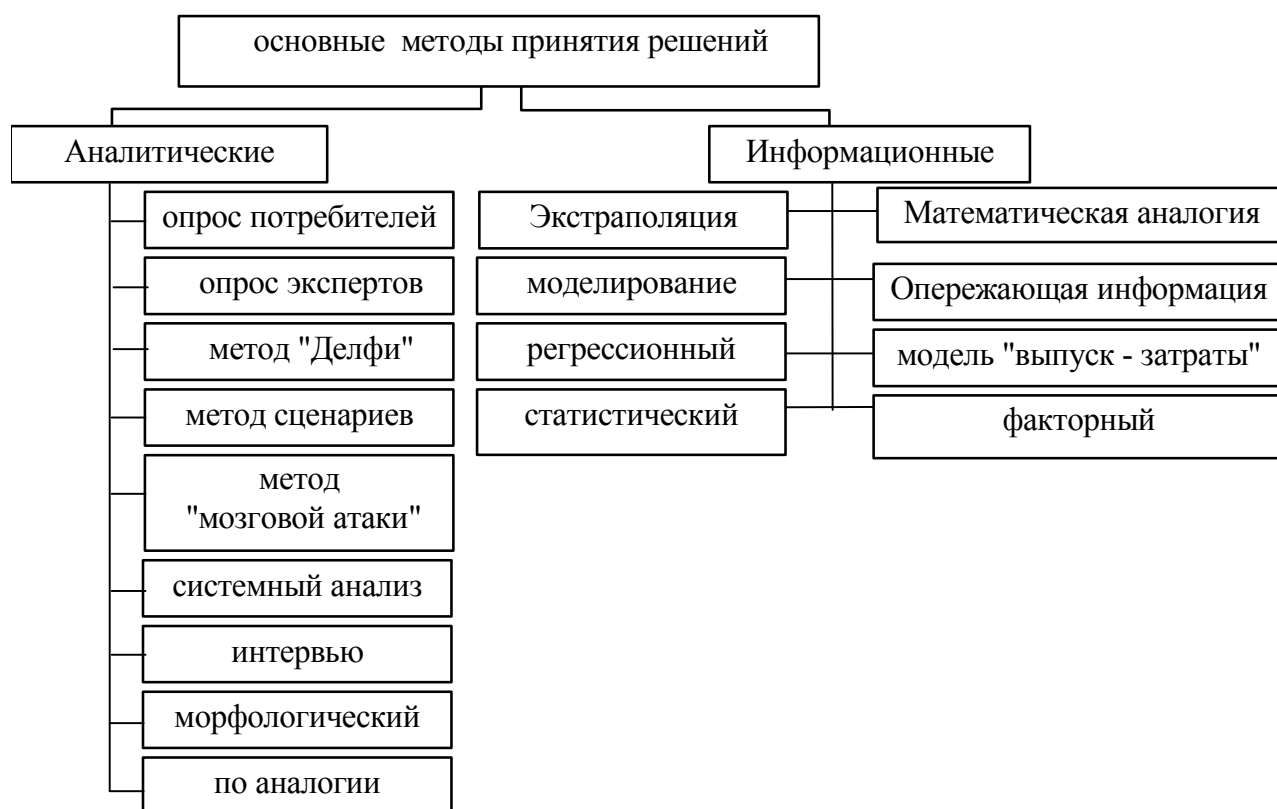 основные методы принятия решений
Аналитические
опрос потребителей
опрос экспертов
метод "Делфи"
метод сценариев
метод
"мозговой атаки"
системный анализ
интервью
морфологический
по аналогии
Информационные
Экстраполяция
моделирование
регрессионный
статистический
Математическая аналогия
Опережающая информация
модель "выпуск - затраты"
факторный